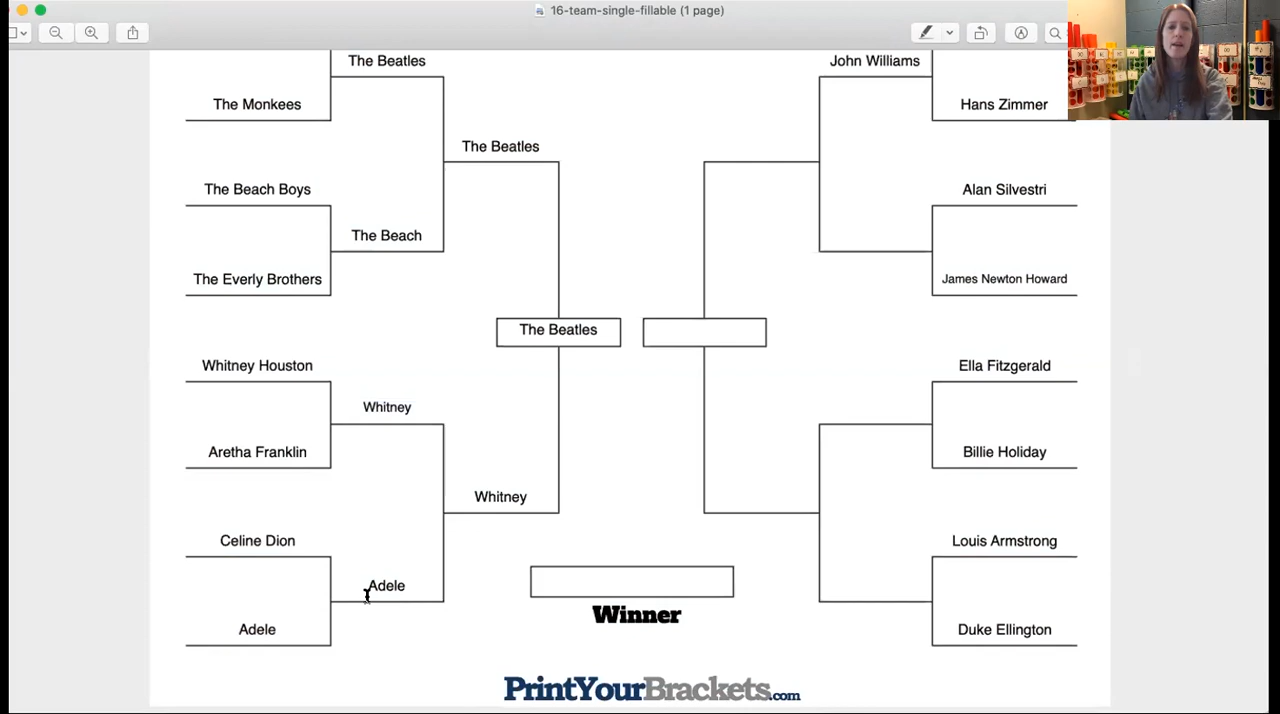 16-team-single-fillable (1 page)
The Beatles
The Monkees
The Beatles
The Beach Boys
The Beach
The Everly Brothers
The Beatles
Whitney Houston
Whitney
Aretha Franklin
Whitney
Celine Dion
Adele
Adele
John Williams
Hans Zimmer
Alan Silvestri
James Newton Howard
Ella Fitzgerald
Billie Holiday
Louis Armstrong
Duke Ellington
Winner
PrintYourBrackets.com